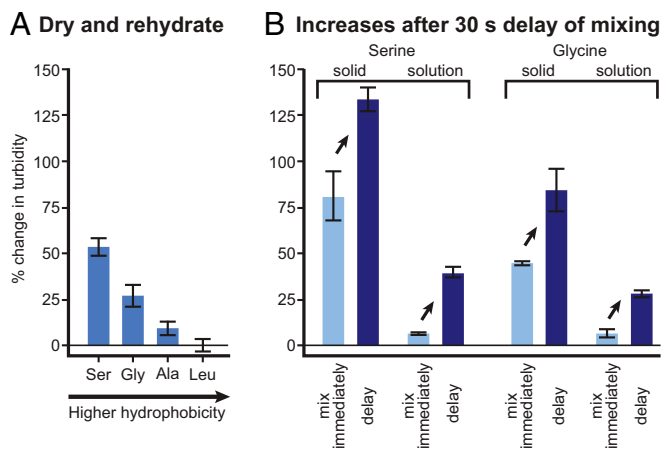 A Dry and rehydrate
% change in turbidity
150
125
100
75
50
25
0
Ser Gly Ala Leu
Higher hydrophobicity
B Increases after 30 s delay of mixing
Serine Glycine
solid solution solid solution
150
125
100
75
50
25
0
mix immediately
delay
mix immediately
delay
mix immediately
delay
mix immediately
delay